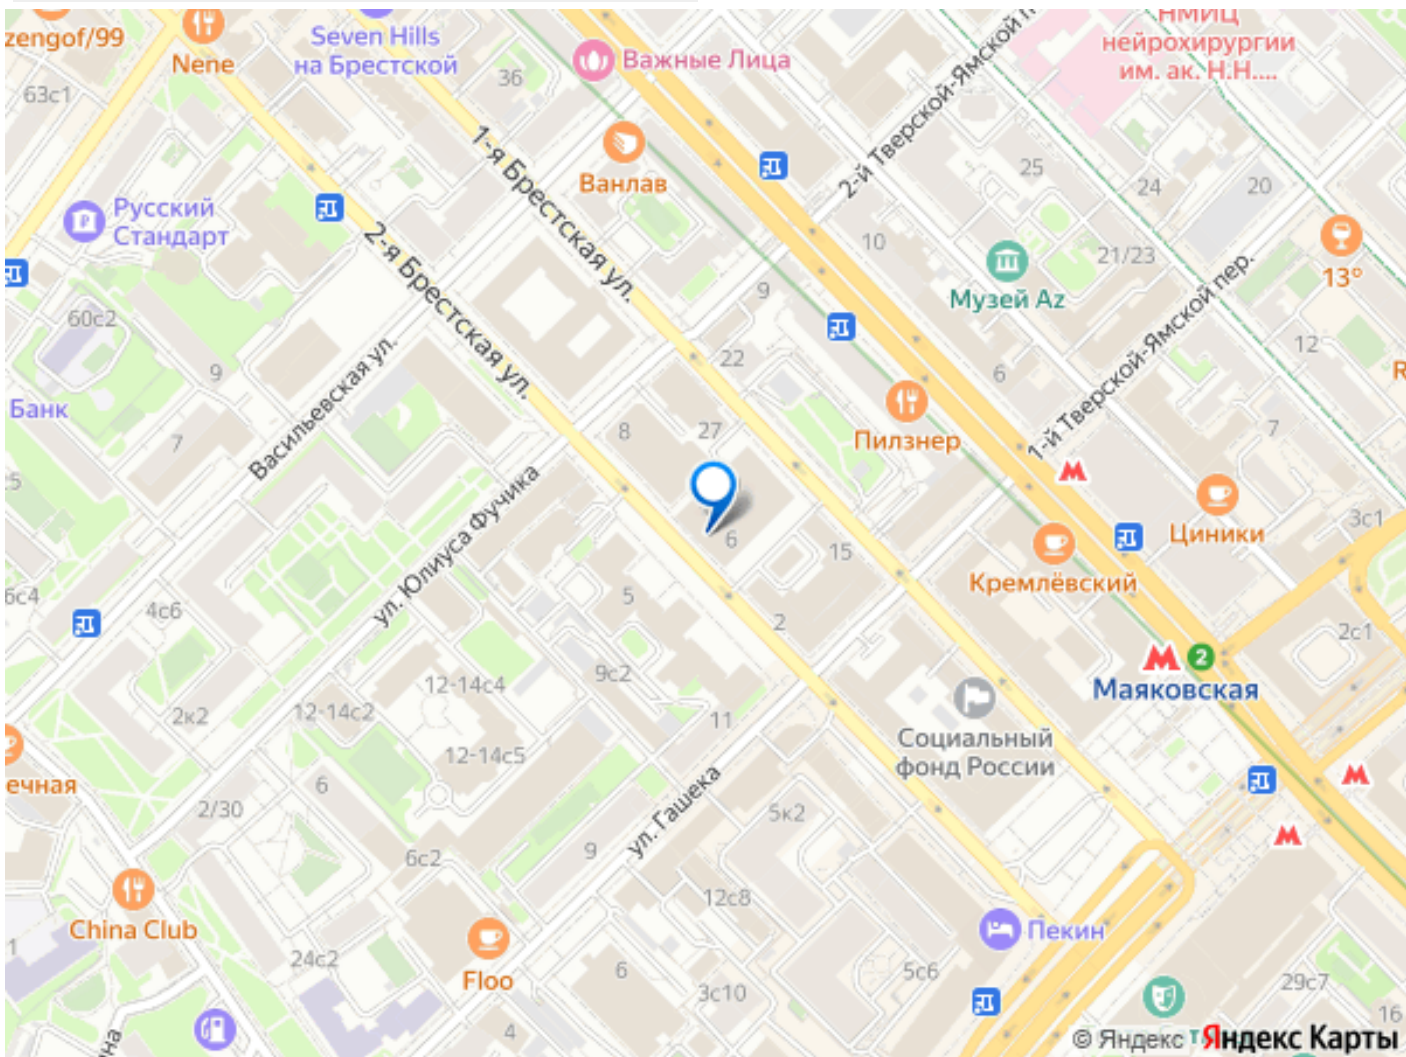 zengof/99
Nene
Seven Hills
на Брестской
Важные Лица
НМИЦ
нейрохирургии
им. ак. Н.Н....
63с1
36
1-я Брестская ул.
Ванлав
2-й Тверской-Ямской п
25
24
20
Русский
Стандарт
2-я Брестская ул.
10
Музей Az
21/23
13°
60с2
9
9
22
6
12
1-й Тверской-Ямской пер.
R
Банк
Васильевская ул.
7
8
27
Пилзнер
7
5
ул. Юлиуса Фучика
6
15
Циники
3с1
Кремлёвский
6с4
4с6
5
2
2с1
2
Маяковская
12-14с4
9с2
2к2
12-14с2
11
Социальный
фонд России
12-14с5
ечная
6
2/30
ул. Гашека
5к2
6с2
9
12с8
China Club
Пекин
1
24с2
Floo
6
5с6
3с10
29с7
4
16
на
© Яндекс
Яндекс Карты